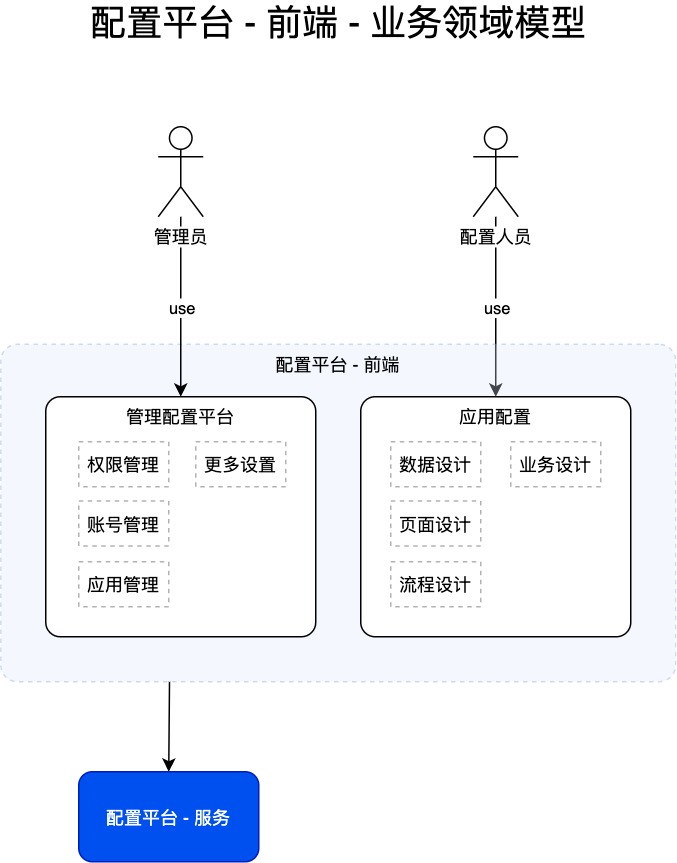 配置平台 - 前端 - 业务领域模型
管理员
配置人员
use
use
配置平台 - 前端
管理配置平台
权限管理
更多设置
账号管理
应用管理
应用配置
数据设计
业务设计
页面设计
流程设计
配置平台 - 服务